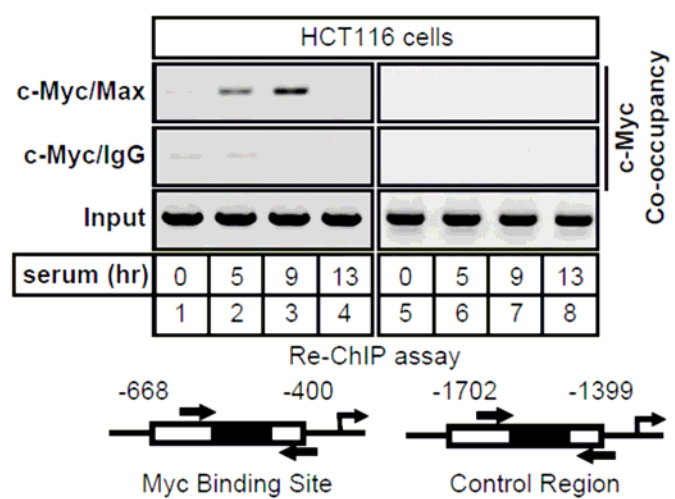 HCT116 cells
c-Myc/Max
c-Myc/IgG
Input
c-Myc
Co-occupancy
serum (hr) 0 5 9 13 0 5 9 13
1 2 3 4 5 6 7 8
Re-ChIP assay
-668 -400 -1702 -1399
Myc Binding Site Control Region